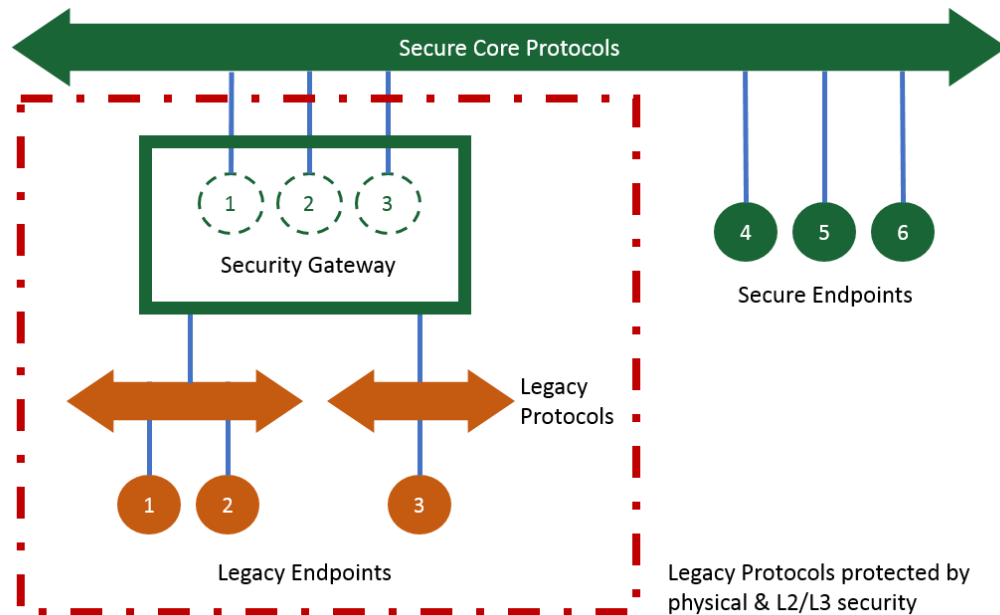 Secure Core Protocols
1 2 3
Security Gateway
4 5 6
Secure Endpoints
Legacy
Protocols
1 2 3
Legacy Endpoints
Legacy Protocols protected by
physical & L2/L3 security